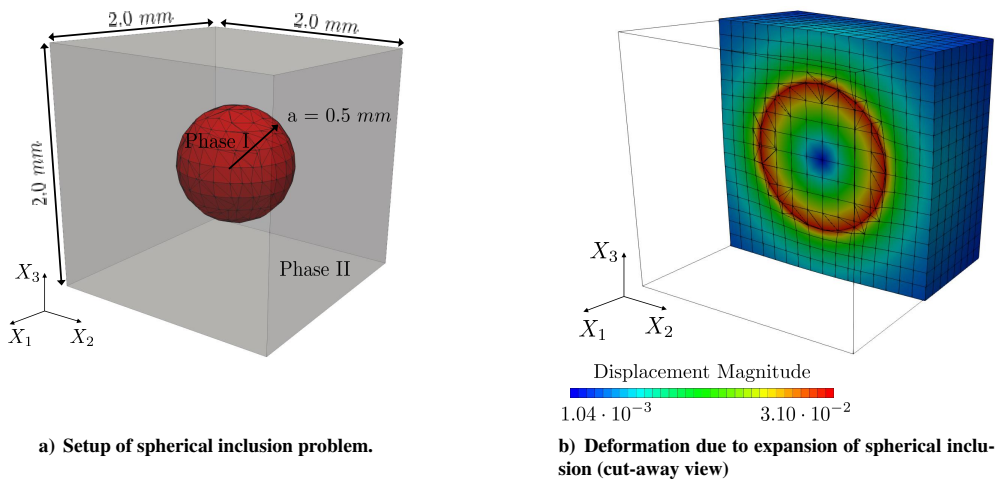 2.0 mm
2.0 mm
2.0 mm
a = 0.5 mm
Phase I
Phase II
X₃
X₁
X₂
a) Setup of spherical inclusion problem.
X₃
X₁
X₂
Displacement Magnitude
1.04 · 10⁻³
3.10 · 10⁻²
b) Deformation due to expansion of spherical inclu-
sion (cut-away view)